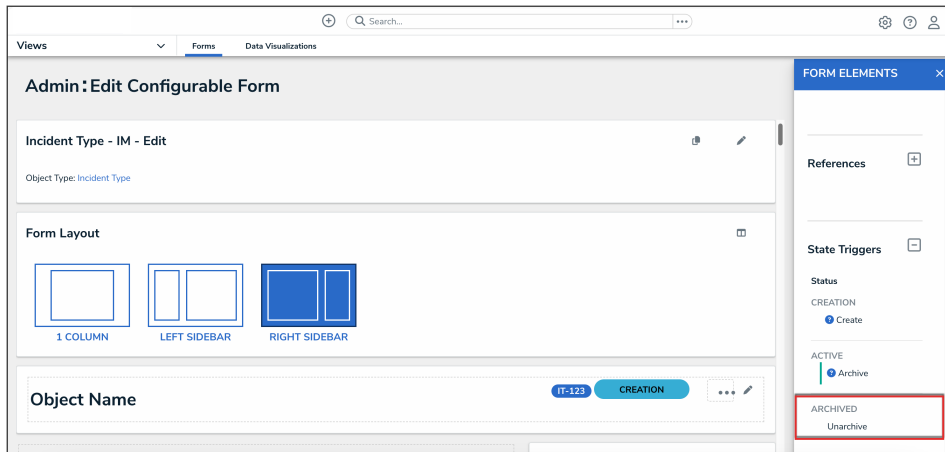 Search...
Views
Forms
Data Visualizations
Admin:Edit Configurable Form
Incident Type - IM - Edit
Object Type: Incident Type
Form Layout
1 COLUMN
LEFT SIDEBAR
RIGHT SIDEBAR
Object Name
IT-123
CREATION
FORM ELEMENTS
References
State Triggers
Status
CREATION
Create
ACTIVE
Archive
ARCHIVED
Unarchive